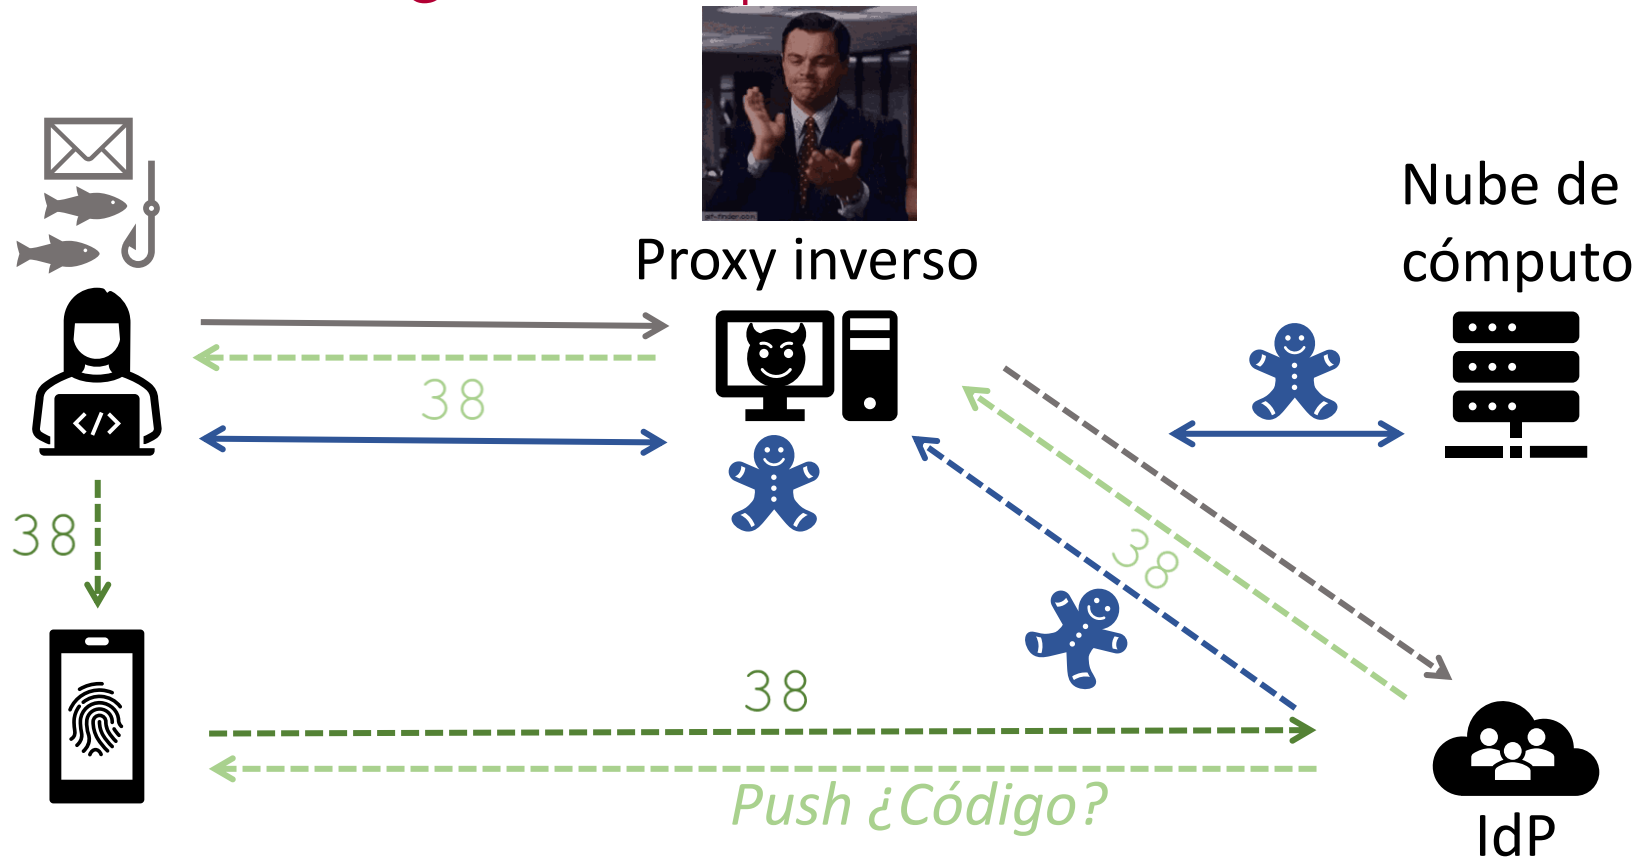 Proxy inverso
Nube de
cómputo
</>
38
38
38
38
Push ¿Código?
IdP